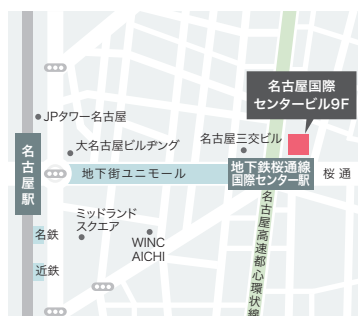 名古屋国際
センタービル9F
JPタワー名古屋
名古屋三交ビル
大名古屋ビルヂング
名古屋駅
地下街ユニモール
地下鉄桜通線
国際センター駅
桜通
ミッドランド
スクエア
名鉄
WINC
AICHI
近鉄
名古屋高速都心環状線